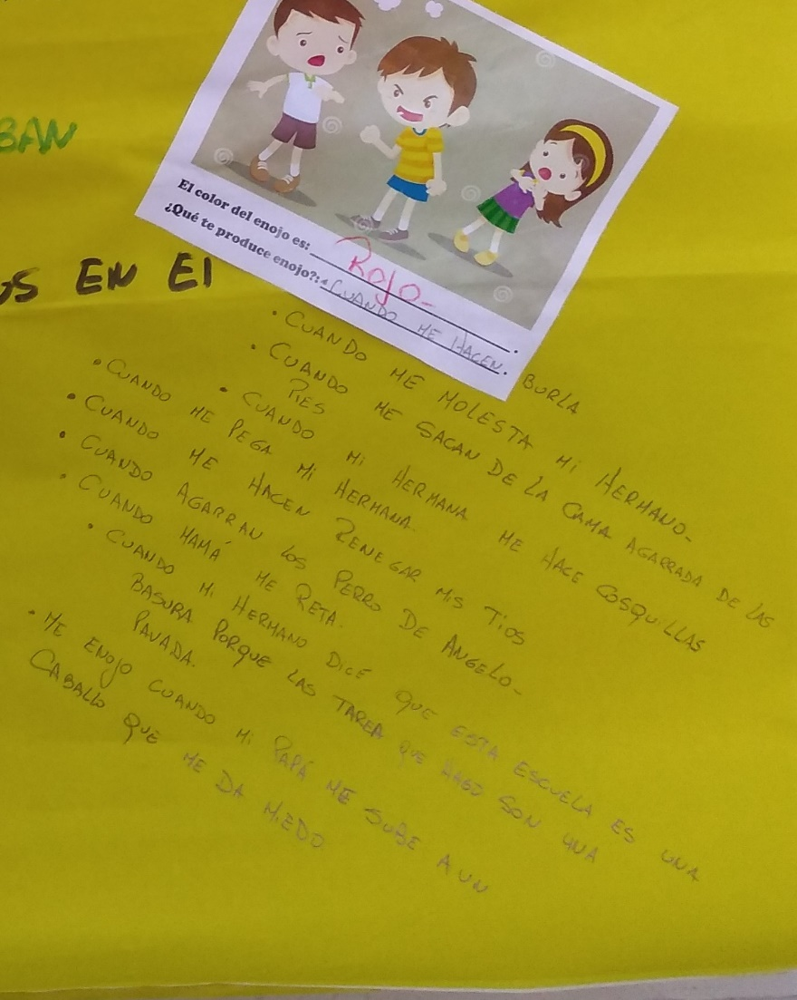 BAN
OS EN El
El color del enojo es: Rojo-
¿Qué te produce enojo?: • CUANDO ME HACEN BURLA
• CUANDO ME MOLESTA MI HERMANO-
• CUANDO ME SACAN DE LA CAMA AGARRADA DE LAS
PIES
• CUANDO MI HERMANA ME HACE COSQUILLAS
• CUANDO ME PEGA MI HERMANA.
• CUANDO ME HACEN RENEGAR MIS TIOS
• CUANDO AGARRAN LOS PERRO DE ANGELO-
• CUANDO MAMÁ ME RETA.
• CUANDO MI HERMANO DICE QUE ESTA ESCUELA ES UNA
BASURA PORQUE LAS TAREA QUE HAGO SON UNA
PAVADA.
• ME ENOJO CUANDO MI PAPÁ ME SUBE A UN
CABALLO QUE ME DA MIEDO